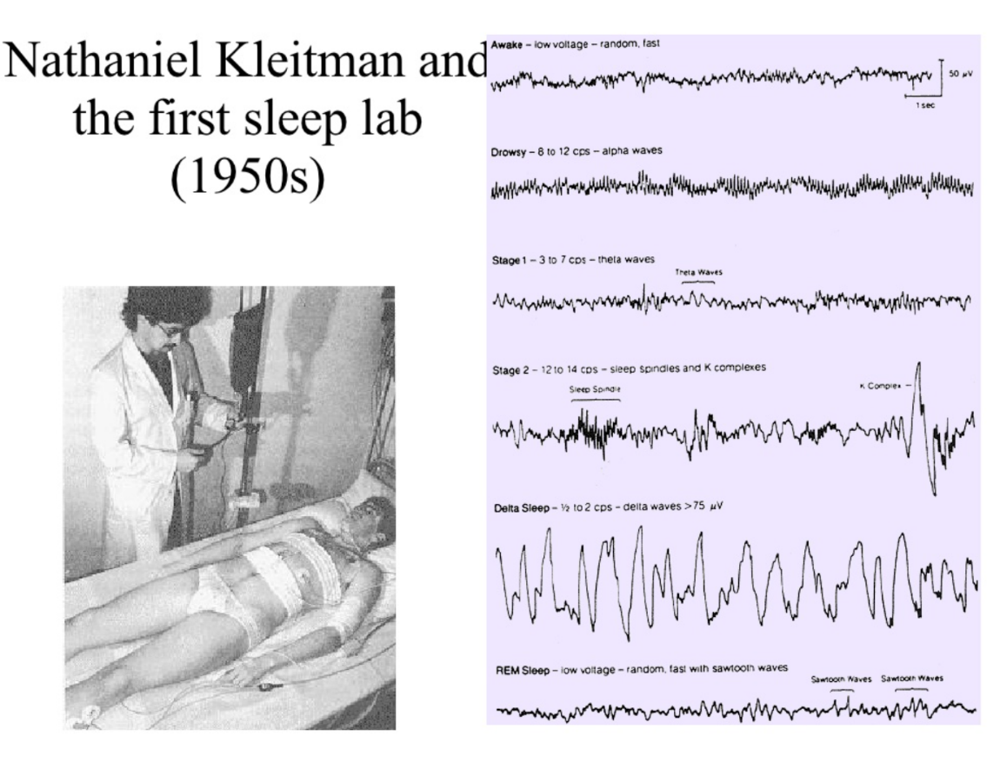 Nathaniel Kleitman and
the first sleep lab
(1950s)
Awake – low voltage – random, fast
50 μV
1 sec
Drowsy – 8 to 12 cps – alpha waves
Stage 1 – 3 to 7 cps – theta waves
Theta Waves
Stage 2 – 12 to 14 cps – sleep spindles and K complexes
Sleep Spindle
K Complex –
Delta Sleep – ½ to 2 cps – delta waves >75 μV
REM Sleep – low voltage – random, fast with sawtooth waves
Sawtooth Waves Sawtooth Waves